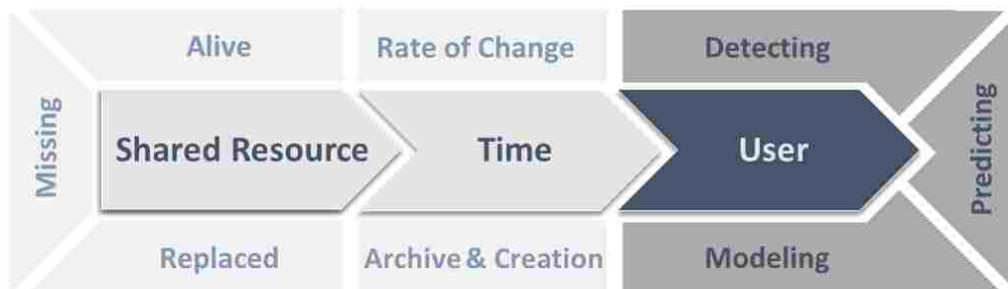 Alive
Rate of Change
Detecting
Missing
Shared Resource
Time
User
Predicting
Replaced
Archive & Creation
Modeling